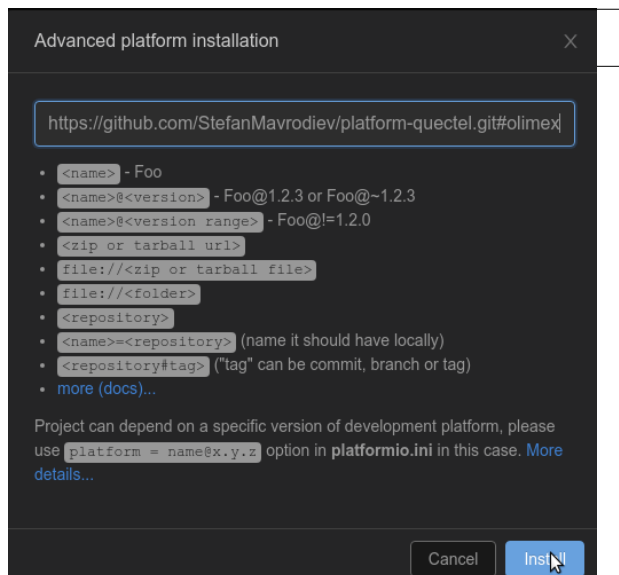 Advanced platform installation
https://github.com/StefanMavrodiev/platform-quectel.git#olimex
<name> - Foo
<name>@<version> - Foo@1.2.3 or Foo@~1.2.3
<name>@<version range> - Foo@!=1.2.0
<zip or tarball url>
file://<zip or tarball file>
file://<folder>
<repository>
<name>=<repository> (name it should have locally)
<repository#tag> ("tag" can be commit, branch or tag)
more (docs)...
Project can depend on a specific version of development platform, please
use platform = name@x.y.z option in platformio.ini in this case. More
details...
Cancel
Install